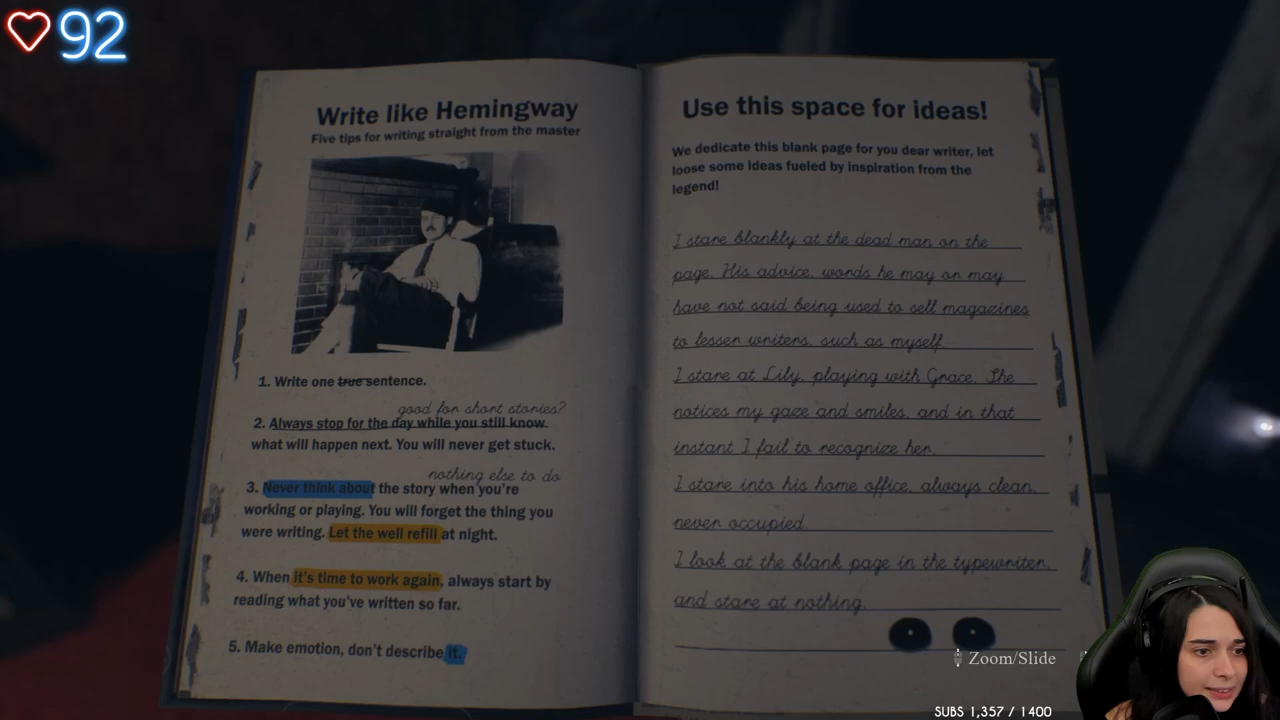 92
Write like Hemingway
Five tips for writing straight from the master
1. Write one true sentence.
good for short stories?
2. Always stop for the day while you still know
what will happen next. You will never get stuck.
nothing else to do
3. Never think about the story when you're
working or playing. You will forget the thing you
were writing. Let the well refill at night.
4. When it's time to work again, always start by
reading what you've written so far.
5. Make emotion, don't describe it.
Use this space for ideas!
We dedicate this blank page for you dear writer, let
loose some ideas fueled by inspiration from the
legend!
I stare blankly at the dead man on the
page. His advice, words he may or may
have not said being used to sell magazines
to lesser writers, such as myself.
I stare at Lily, playing with Grace. She
notices my gaze and smiles, and in that
instant I fail to recognize her.
I stare into his home office, always clean,
never occupied.
I look at the blank page in the typewriter,
and stare at nothing.
Zoom/Slide
SUBS 1,357 / 1400